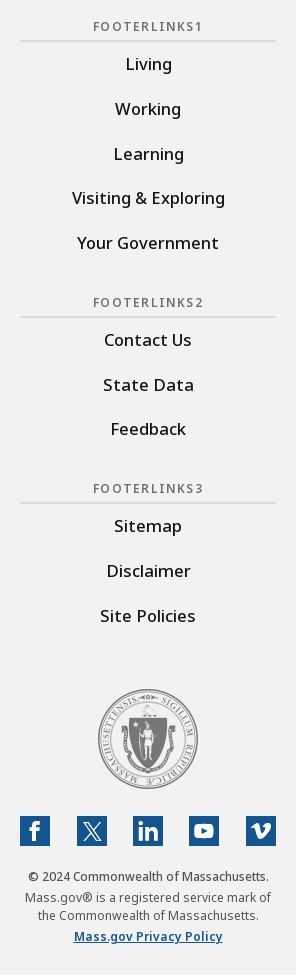 FOOTERLINKS1
Living
Working
Learning
Visiting & Exploring
Your Government
FOOTERLINKS2
Contact Us
State Data
Feedback
FOOTERLINKS3
Sitemap
Disclaimer
Site Policies
SIGILLUM REIPUBLICÆ MASSACHUSETTENSIS
© 2024 Commonwealth of Massachusetts.
Mass.gov® is a registered service mark of
the Commonwealth of Massachusetts.
Mass.gov Privacy Policy